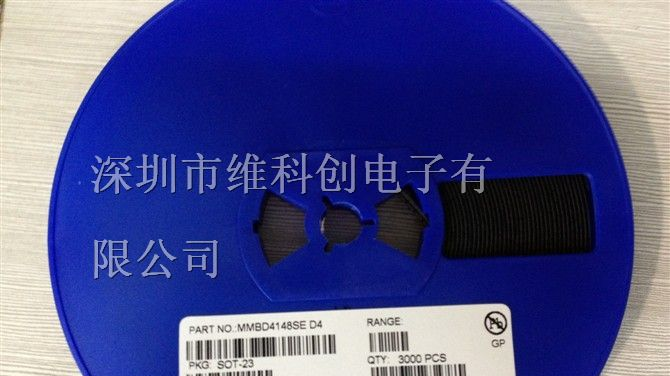 深圳市维科创电子有
限公司
PART NO.:MMBD4148SE D4
RANGE:
Pb
GP
PKG: SOT-23
QTY: 3000 PCS